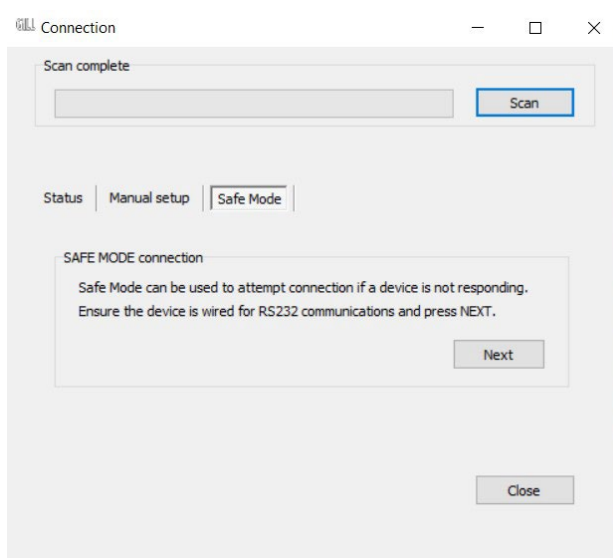 GILL Connection
Scan complete
Scan
Status Manual setup Safe Mode
SAFE MODE connection
Safe Mode can be used to attempt connection if a device is not responding.
Ensure the device is wired for RS232 communications and press NEXT.
Next
Close